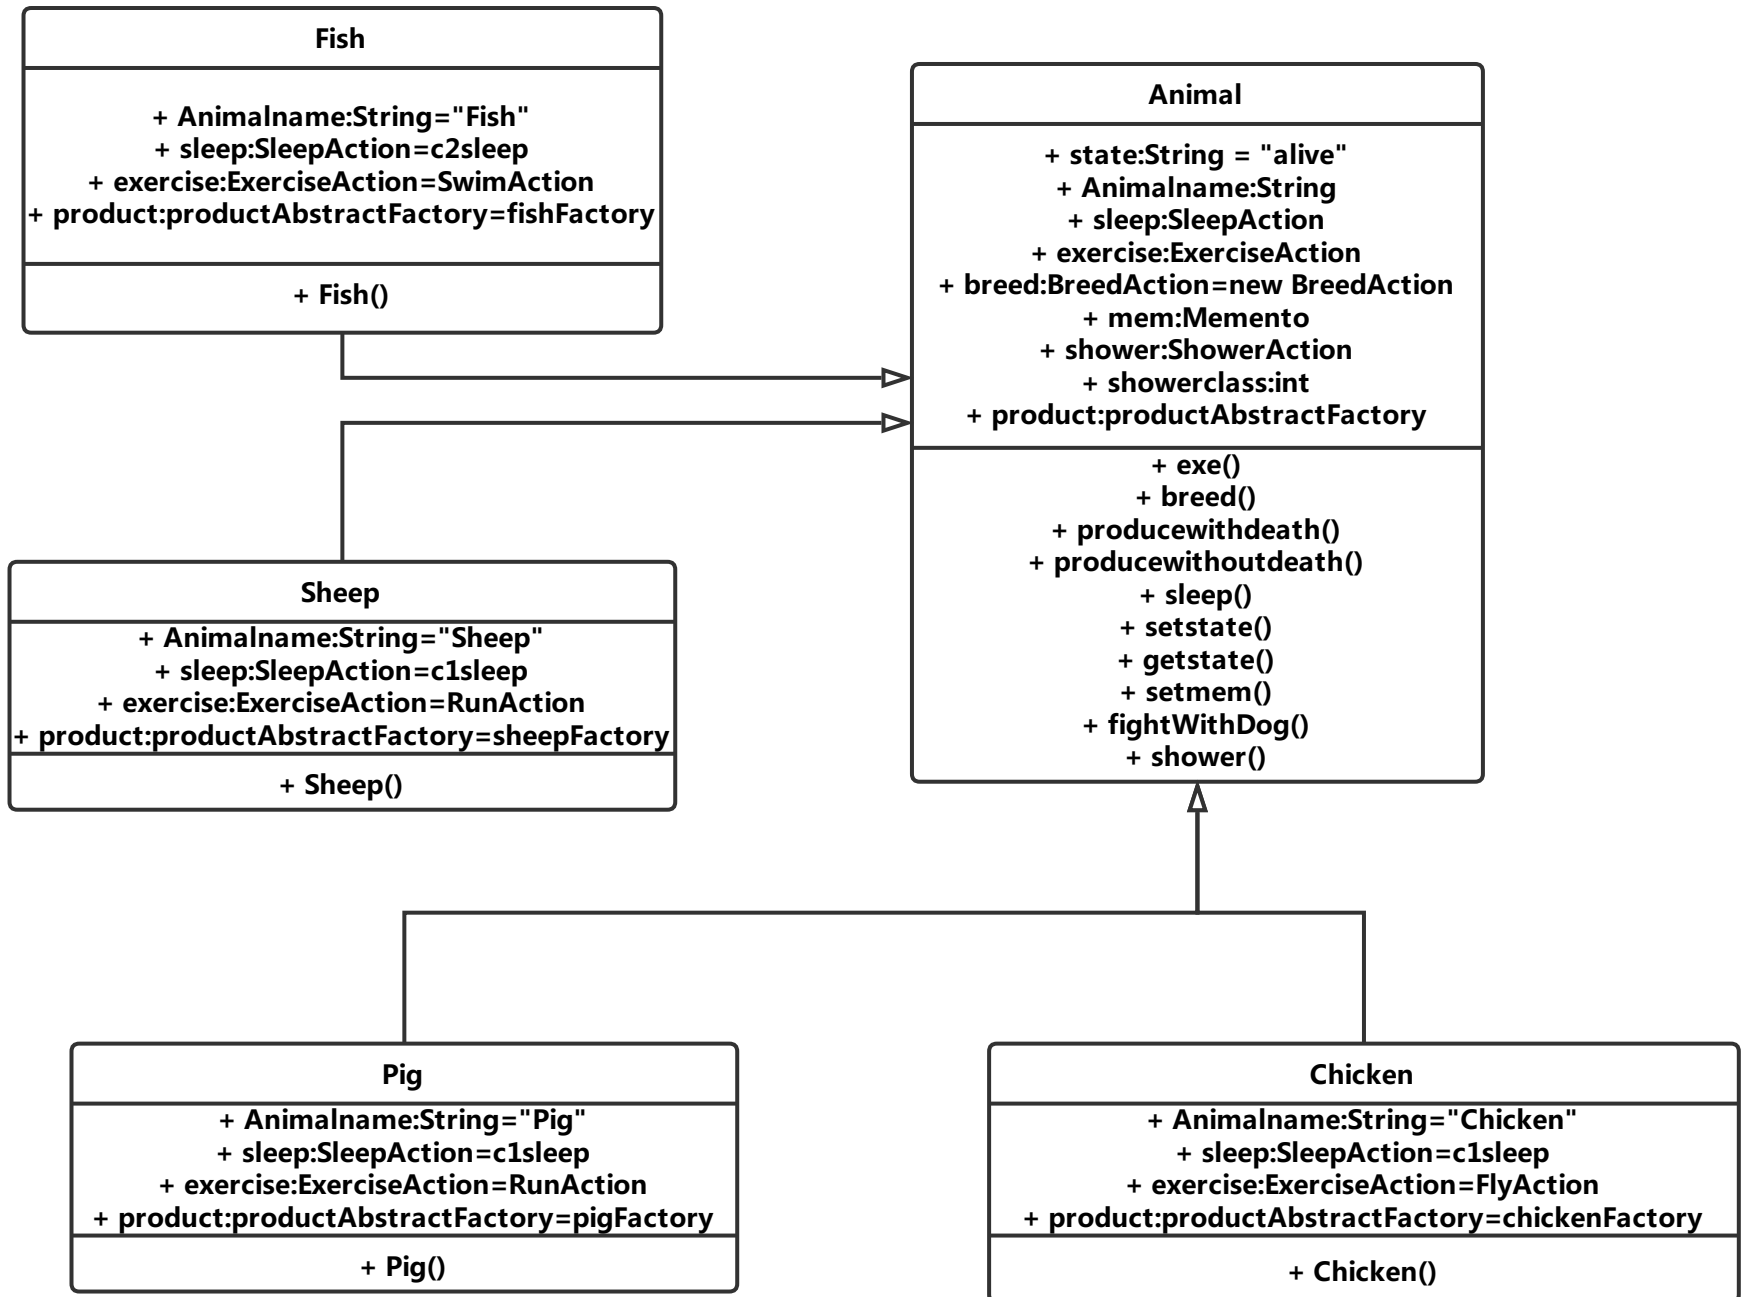 Fish
+ Animalname:String="Fish"
+ sleep:SleepAction=c2sleep
+ exercise:ExerciseAction=SwimAction
+ product:productAbstractFactory=fishFactory
+ Fish()
Animal
+ state:String = "alive"
+ Animalname:String
+ sleep:SleepAction
+ exercise:ExerciseAction
+ breed:BreedAction=new BreedAction
+ mem:Memento
+ shower:ShowerAction
+ showerclass:int
+ product:productAbstractFactory
+ exe()
+ breed()
+ producewithdeath()
+ producewithoutdeath()
+ sleep()
+ setstate()
+ getstate()
+ setmem()
+ fightWithDog()
+ shower()
Sheep
+ Animalname:String="Sheep"
+ sleep:SleepAction=c1sleep
+ exercise:ExerciseAction=RunAction
+ product:productAbstractFactory=sheepFactory
+ Sheep()
Pig
+ Animalname:String="Pig"
+ sleep:SleepAction=c1sleep
+ exercise:ExerciseAction=RunAction
+ product:productAbstractFactory=pigFactory
+ Pig()
Chicken
+ Animalname:String="Chicken"
+ sleep:SleepAction=c1sleep
+ exercise:ExerciseAction=FlyAction
+ product:productAbstractFactory=chickenFactory
+ Chicken()